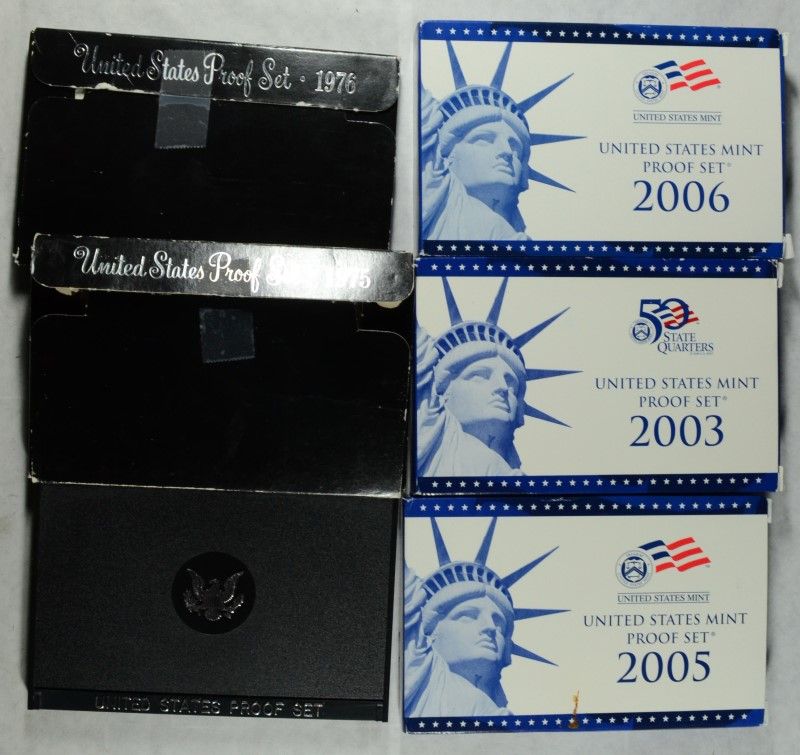 United States Proof Set · 1976
United States Proof 1975
UNITED STATES PROOF SET
UNITED STATES MINT
UNITED STATES MINT
PROOF SET®
2006
50
STATE
QUARTERS
UNITED STATES MINT
PROOF SET®
2003
UNITED STATES MINT
UNITED STATES MINT
PROOF SET®
2005